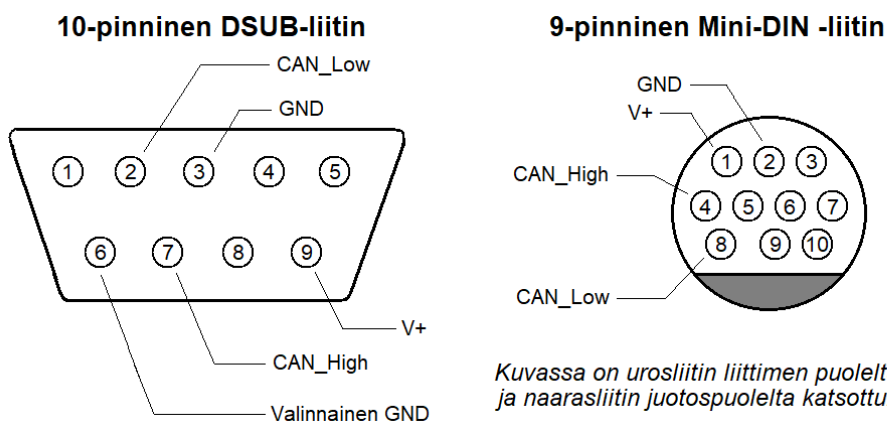 10-pinninen DSUB-liitin
CAN_Low
GND
1 2 3 4 5
6 7 8 9
V+
CAN_High
Valinnainen GND
9-pinninen Mini-DIN -liitin
GND
V+
1 2 3
CAN_High
4 5 6 7
8 9 10
CAN_Low
Kuvassa on urosliitin liittimen puolelt
ja naarasliitin juotospuolelta katsottu